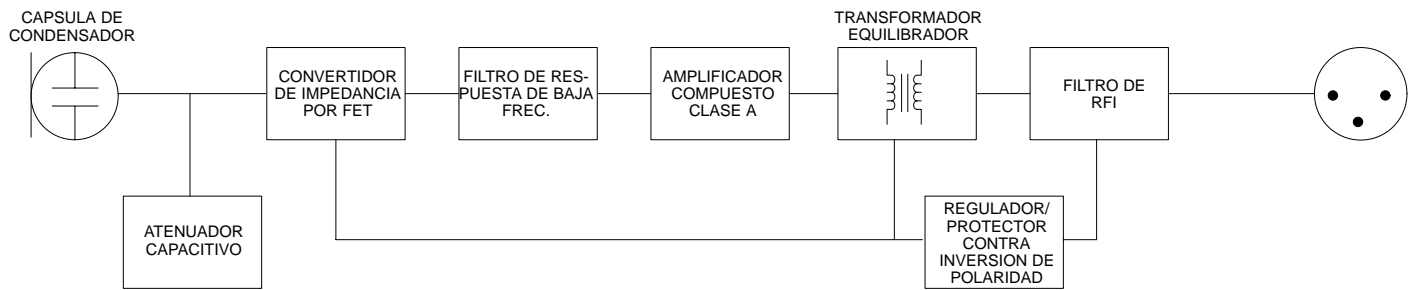 CAPSULA DE
CONDENSADOR
CONVERTIDOR
DE IMPEDANCIA
POR FET
FILTRO DE RES-
PUESTA DE BAJA
FREC.
AMPLIFICADOR
COMPUESTO
CLASE A
TRANSFORMADOR
EQUILIBRADOR
FILTRO DE
RFI
ATENUADOR
CAPACITIVO
REGULADOR/
PROTECTOR
CONTRA
INVERSION DE
POLARIDAD